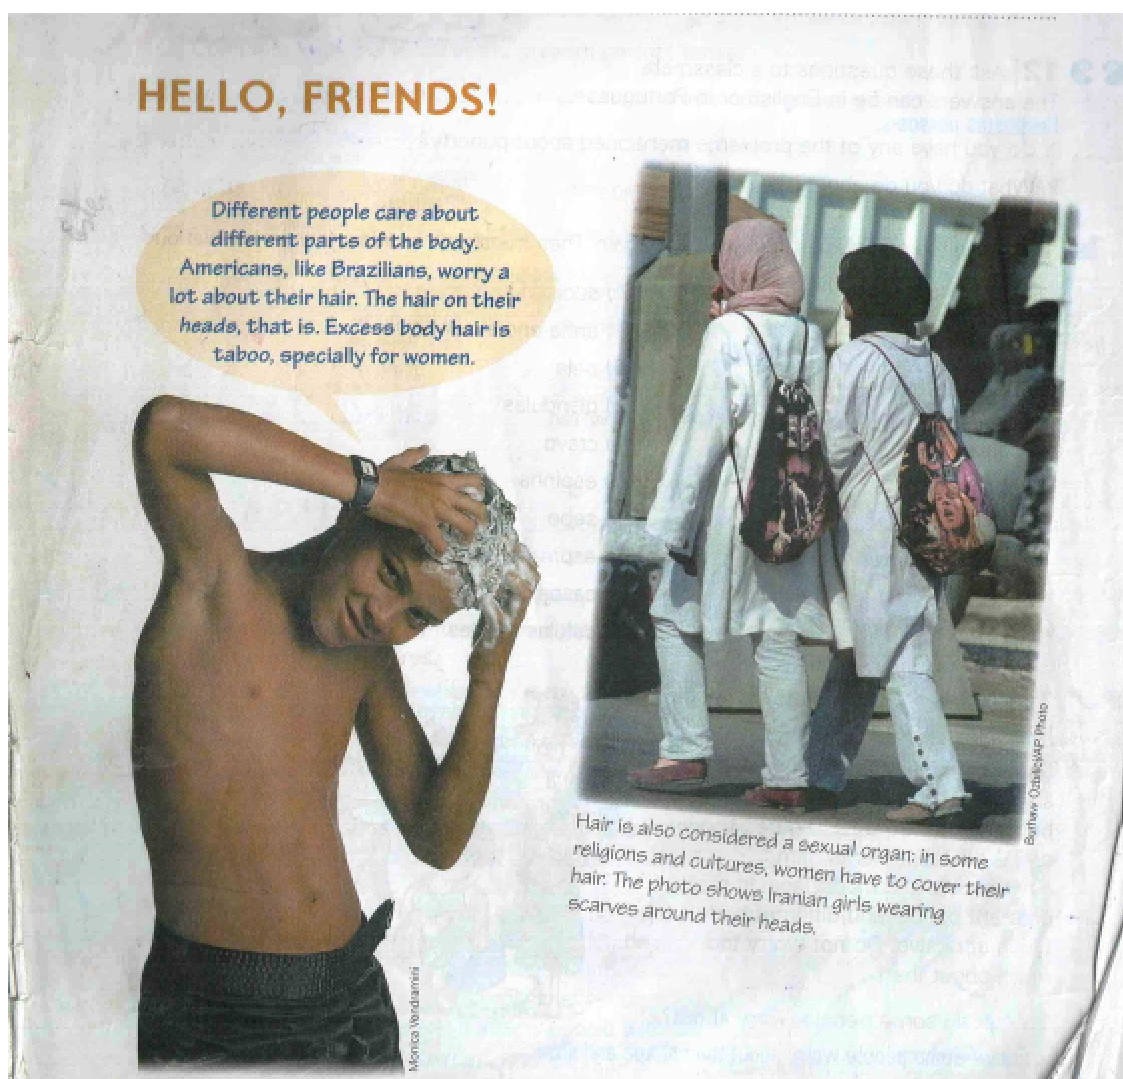 HELLO, FRIENDS!
Different people care about
different parts of the body.
Americans, like Brazilians, worry a
lot about their hair. The hair on their
heads, that is. Excess body hair is
taboo, specially for women.
Hair is also considered a sexual organ: in some
religions and cultures, women have to cover their
hair. The photo shows Iranian girls wearing
scarves around their heads.
Monica Vendramini
AP Photo